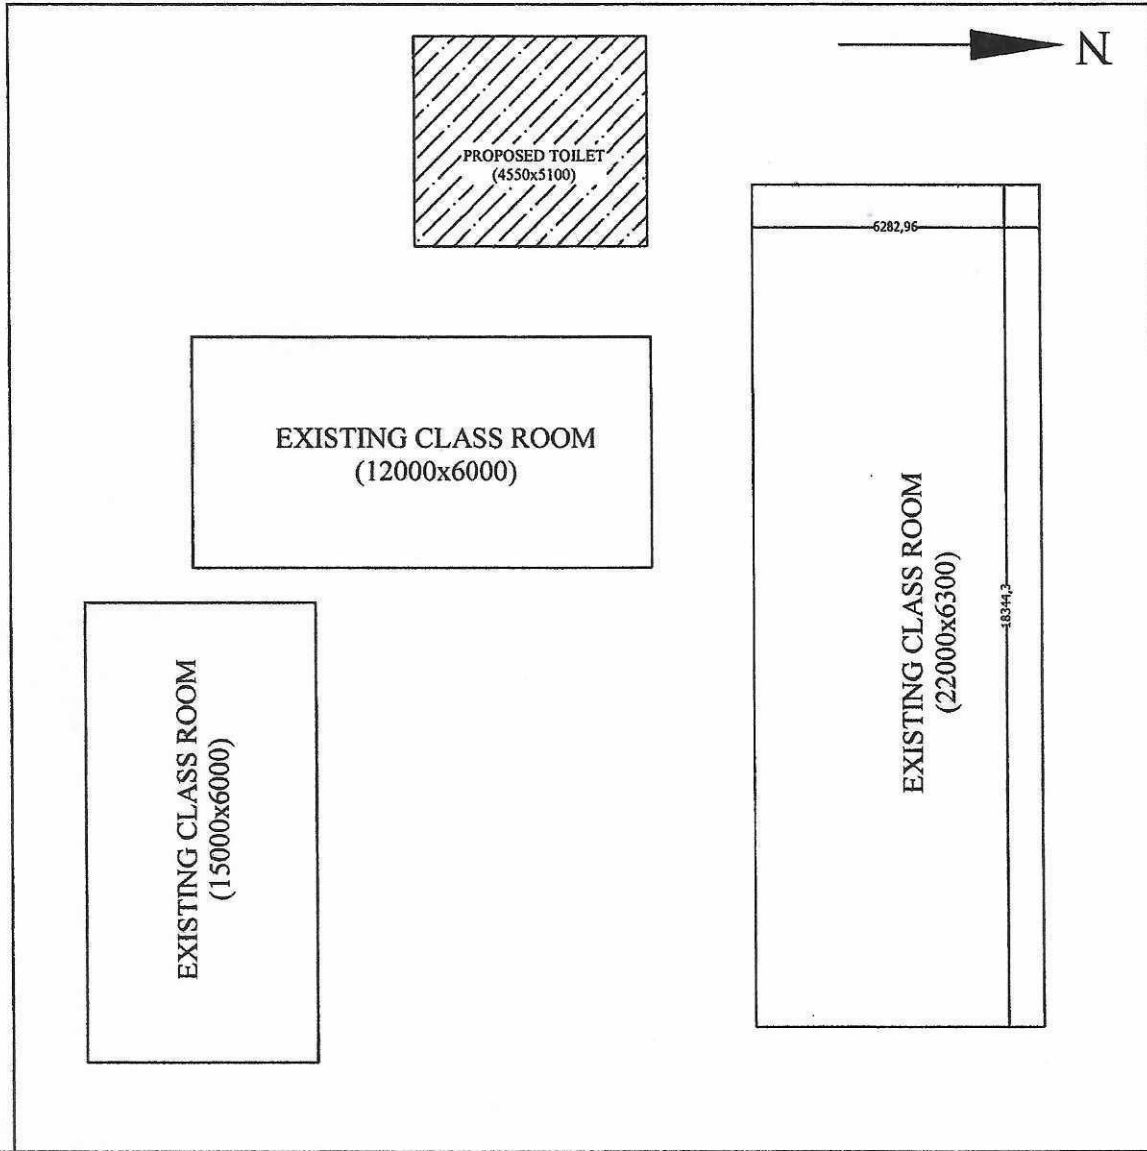 N
PROPOSED TOILET
(4550x5100)
6282,96
EXISTING CLASS ROOM
(12000x6000)
EXISTING CLASS ROOM
(22000x6300)
18344,3
EXISTING CLASS ROOM
(15000x6000)